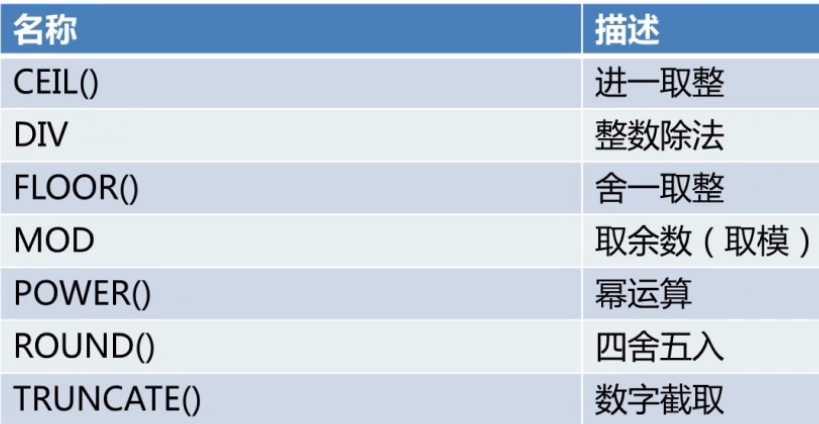 名称 描述
CEIL() 进一取整
DIV 整数除法
FLOOR() 舍一取整
MOD 取余数（取模）
POWER() 幂运算
ROUND() 四舍五入
TRUNCATE() 数字截取